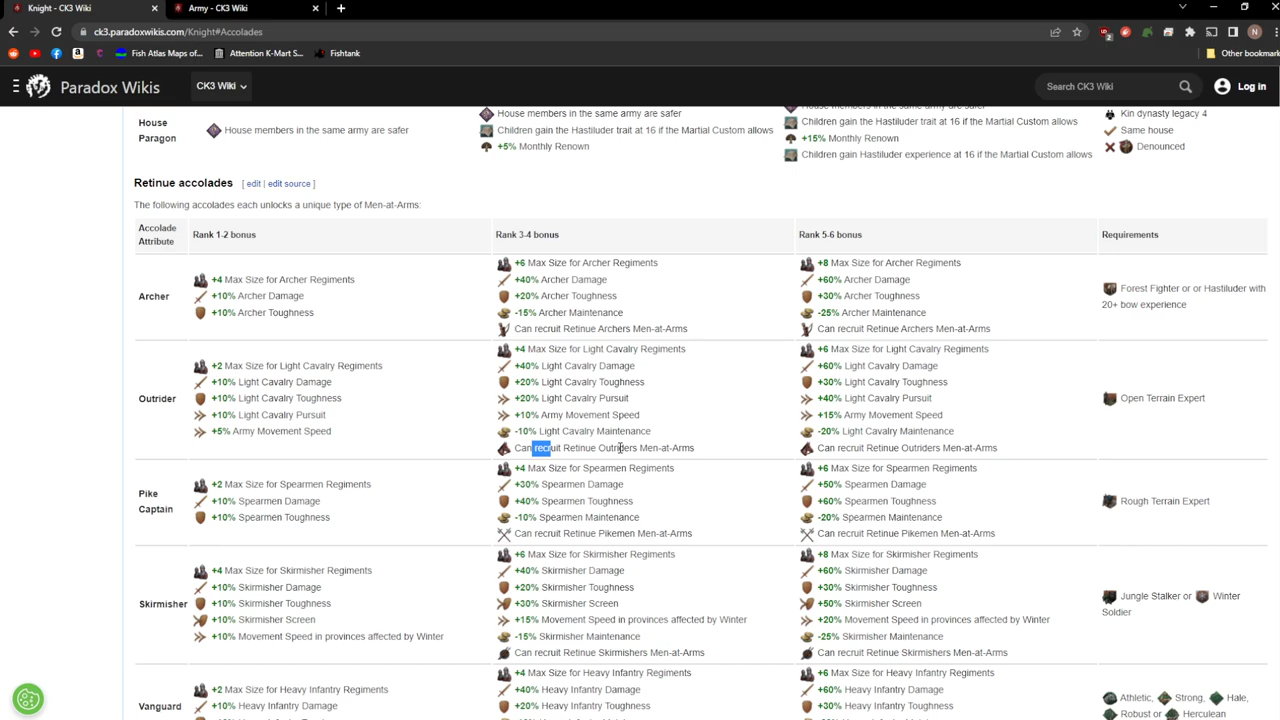 Knight - CK3 Wiki
Army - CK3 Wiki
ck3.paradoxwikis.com/Knight#Accolades
Fish Atlas Maps of...
Attention K-Mart S...
Fishtank
Other bookmark
Paradox Wikis
CK3 Wiki
Search CK3 Wiki
Log In
House Paragon
House members in the same army are safer
House members in the same army are safer
Children gain the Hastiluder trait at 16 if the Martial Custom allows
+5% Monthly Renown
House members in the same army are safer
Children gain the Hastiluder trait at 16 if the Martial Custom allows
+15% Monthly Renown
Children gain Hastiluder experience at 16 if the Martial Custom allows
Kin dynasty legacy 4
Same house
Denounced
Retinue accolades [ edit | edit source ]
The following accolades each unlocks a unique type of Men-at-Arms:
Accolade Attribute
Rank 1-2 bonus
Rank 3-4 bonus
Rank 5-6 bonus
Requirements
Archer
+4 Max Size for Archer Regiments
+10% Archer Damage
+10% Archer Toughness
+6 Max Size for Archer Regiments
+40% Archer Damage
+20% Archer Toughness
-15% Archer Maintenance
Can recruit Retinue Archers Men-at-Arms
+8 Max Size for Archer Regiments
+60% Archer Damage
+30% Archer Toughness
-25% Archer Maintenance
Can recruit Retinue Archers Men-at-Arms
Forest Fighter or or Hastiluder with
20+ bow experience
Outrider
+2 Max Size for Light Cavalry Regiments
+10% Light Cavalry Damage
+10% Light Cavalry Toughness
+10% Light Cavalry Pursuit
+5% Army Movement Speed
+4 Max Size for Light Cavalry Regiments
+40% Light Cavalry Damage
+20% Light Cavalry Toughness
+20% Light Cavalry Pursuit
+10% Army Movement Speed
-10% Light Cavalry Maintenance
Can recruit Retinue Outriders Men-at-Arms
+6 Max Size for Light Cavalry Regiments
+60% Light Cavalry Damage
+30% Light Cavalry Toughness
+40% Light Cavalry Pursuit
+15% Army Movement Speed
-20% Light Cavalry Maintenance
Can recruit Retinue Outriders Men-at-Arms
Open Terrain Expert
Pike Captain
+2 Max Size for Spearmen Regiments
+10% Spearmen Damage
+10% Spearmen Toughness
+4 Max Size for Spearmen Regiments
+30% Spearmen Damage
+40% Spearmen Toughness
-10% Spearmen Maintenance
Can recruit Retinue Pikemen Men-at-Arms
+6 Max Size for Spearmen Regiments
+50% Spearmen Damage
+60% Spearmen Toughness
-20% Spearmen Maintenance
Can recruit Retinue Pikemen Men-at-Arms
Rough Terrain Expert
Skirmisher
+4 Max Size for Skirmisher Regiments
+10% Skirmisher Damage
+10% Skirmisher Toughness
+10% Skirmisher Screen
+10% Movement Speed in provinces affected by Winter
+6 Max Size for Skirmisher Regiments
+40% Skirmisher Damage
+20% Skirmisher Toughness
+30% Skirmisher Screen
+15% Movement Speed in provinces affected by Winter
-15% Skirmisher Maintenance
Can recruit Retinue Skirmishers Men-at-Arms
+8 Max Size for Skirmisher Regiments
+60% Skirmisher Damage
+30% Skirmisher Toughness
+50% Skirmisher Screen
+20% Movement Speed in provinces affected by Winter
-25% Skirmisher Maintenance
Can recruit Retinue Skirmishers Men-at-Arms
Jungle Stalker or Winter
Soldier
Vanguard
+2 Max Size for Heavy Infantry Regiments
+10% Heavy Infantry Damage
+4 Max Size for Heavy Infantry Regiments
+40% Heavy Infantry Damage
+20% Heavy Infantry Toughness
+6 Max Size for Heavy Infantry Regiments
+60% Heavy Infantry Damage
+30% Heavy Infantry Toughness
Athletic, Strong, Hale,
Robust or Herculean